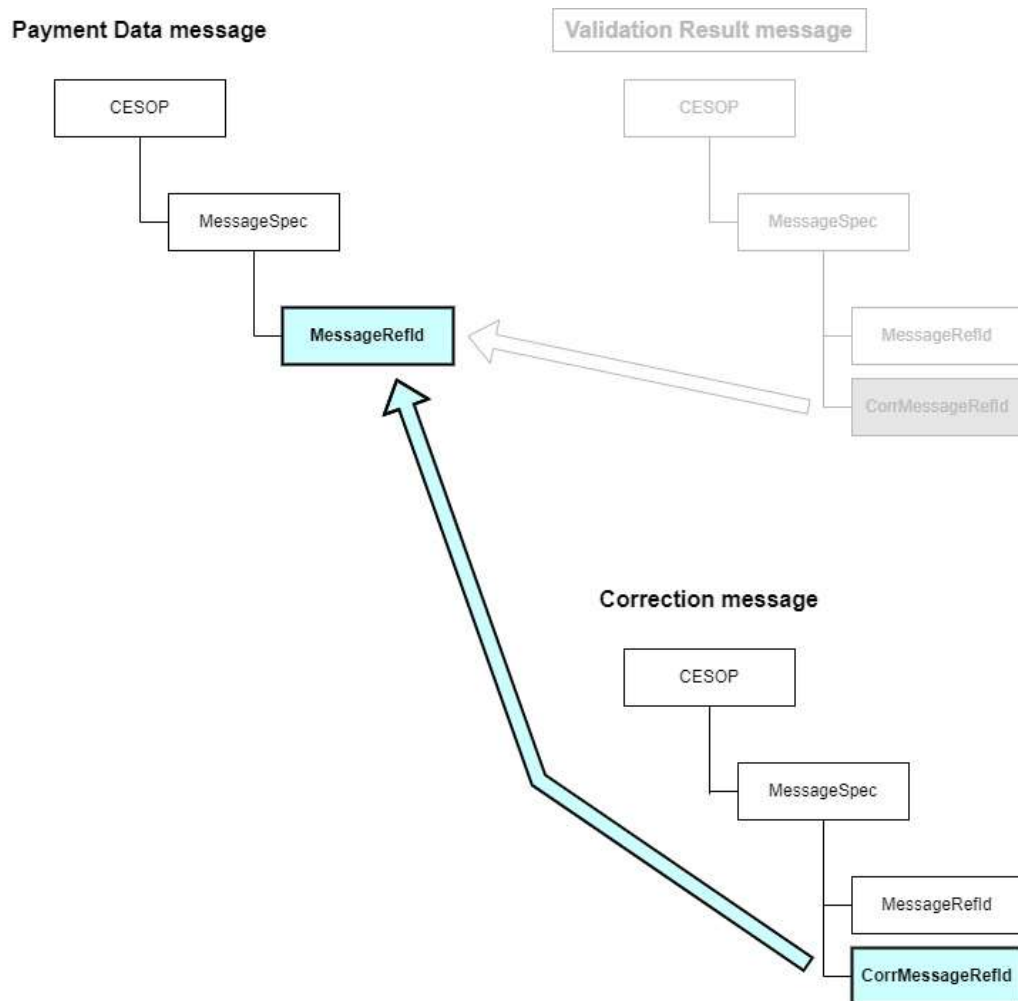 Payment Data message
Validation Result message
CESOP
CESOP
MessageSpec
MessageSpec
MessageRefId
MessageRefId
CorrMessageRefId
Correction message
CESOP
MessageSpec
MessageRefId
CorrMessageRefId